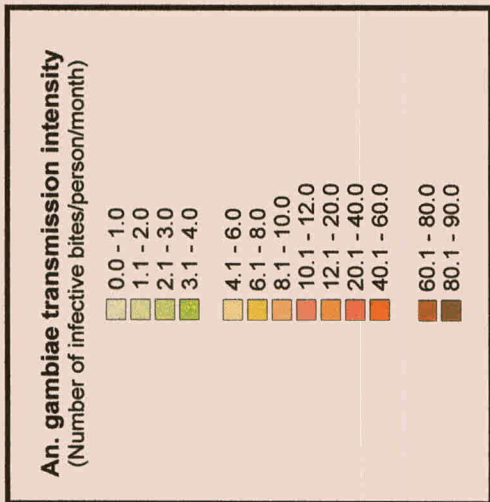 An. gambiae transmission intensity
(Number of infective bites/person/month)
0.0 - 1.0
1.1 - 2.0
2.1 - 3.0
3.1 - 4.0
4.1 - 6.0
6.1 - 8.0
8.1 - 10.0
10.1 - 12.0
12.1 - 20.0
20.1 - 40.0
40.1 - 60.0
60.1 - 80.0
80.1 - 90.0